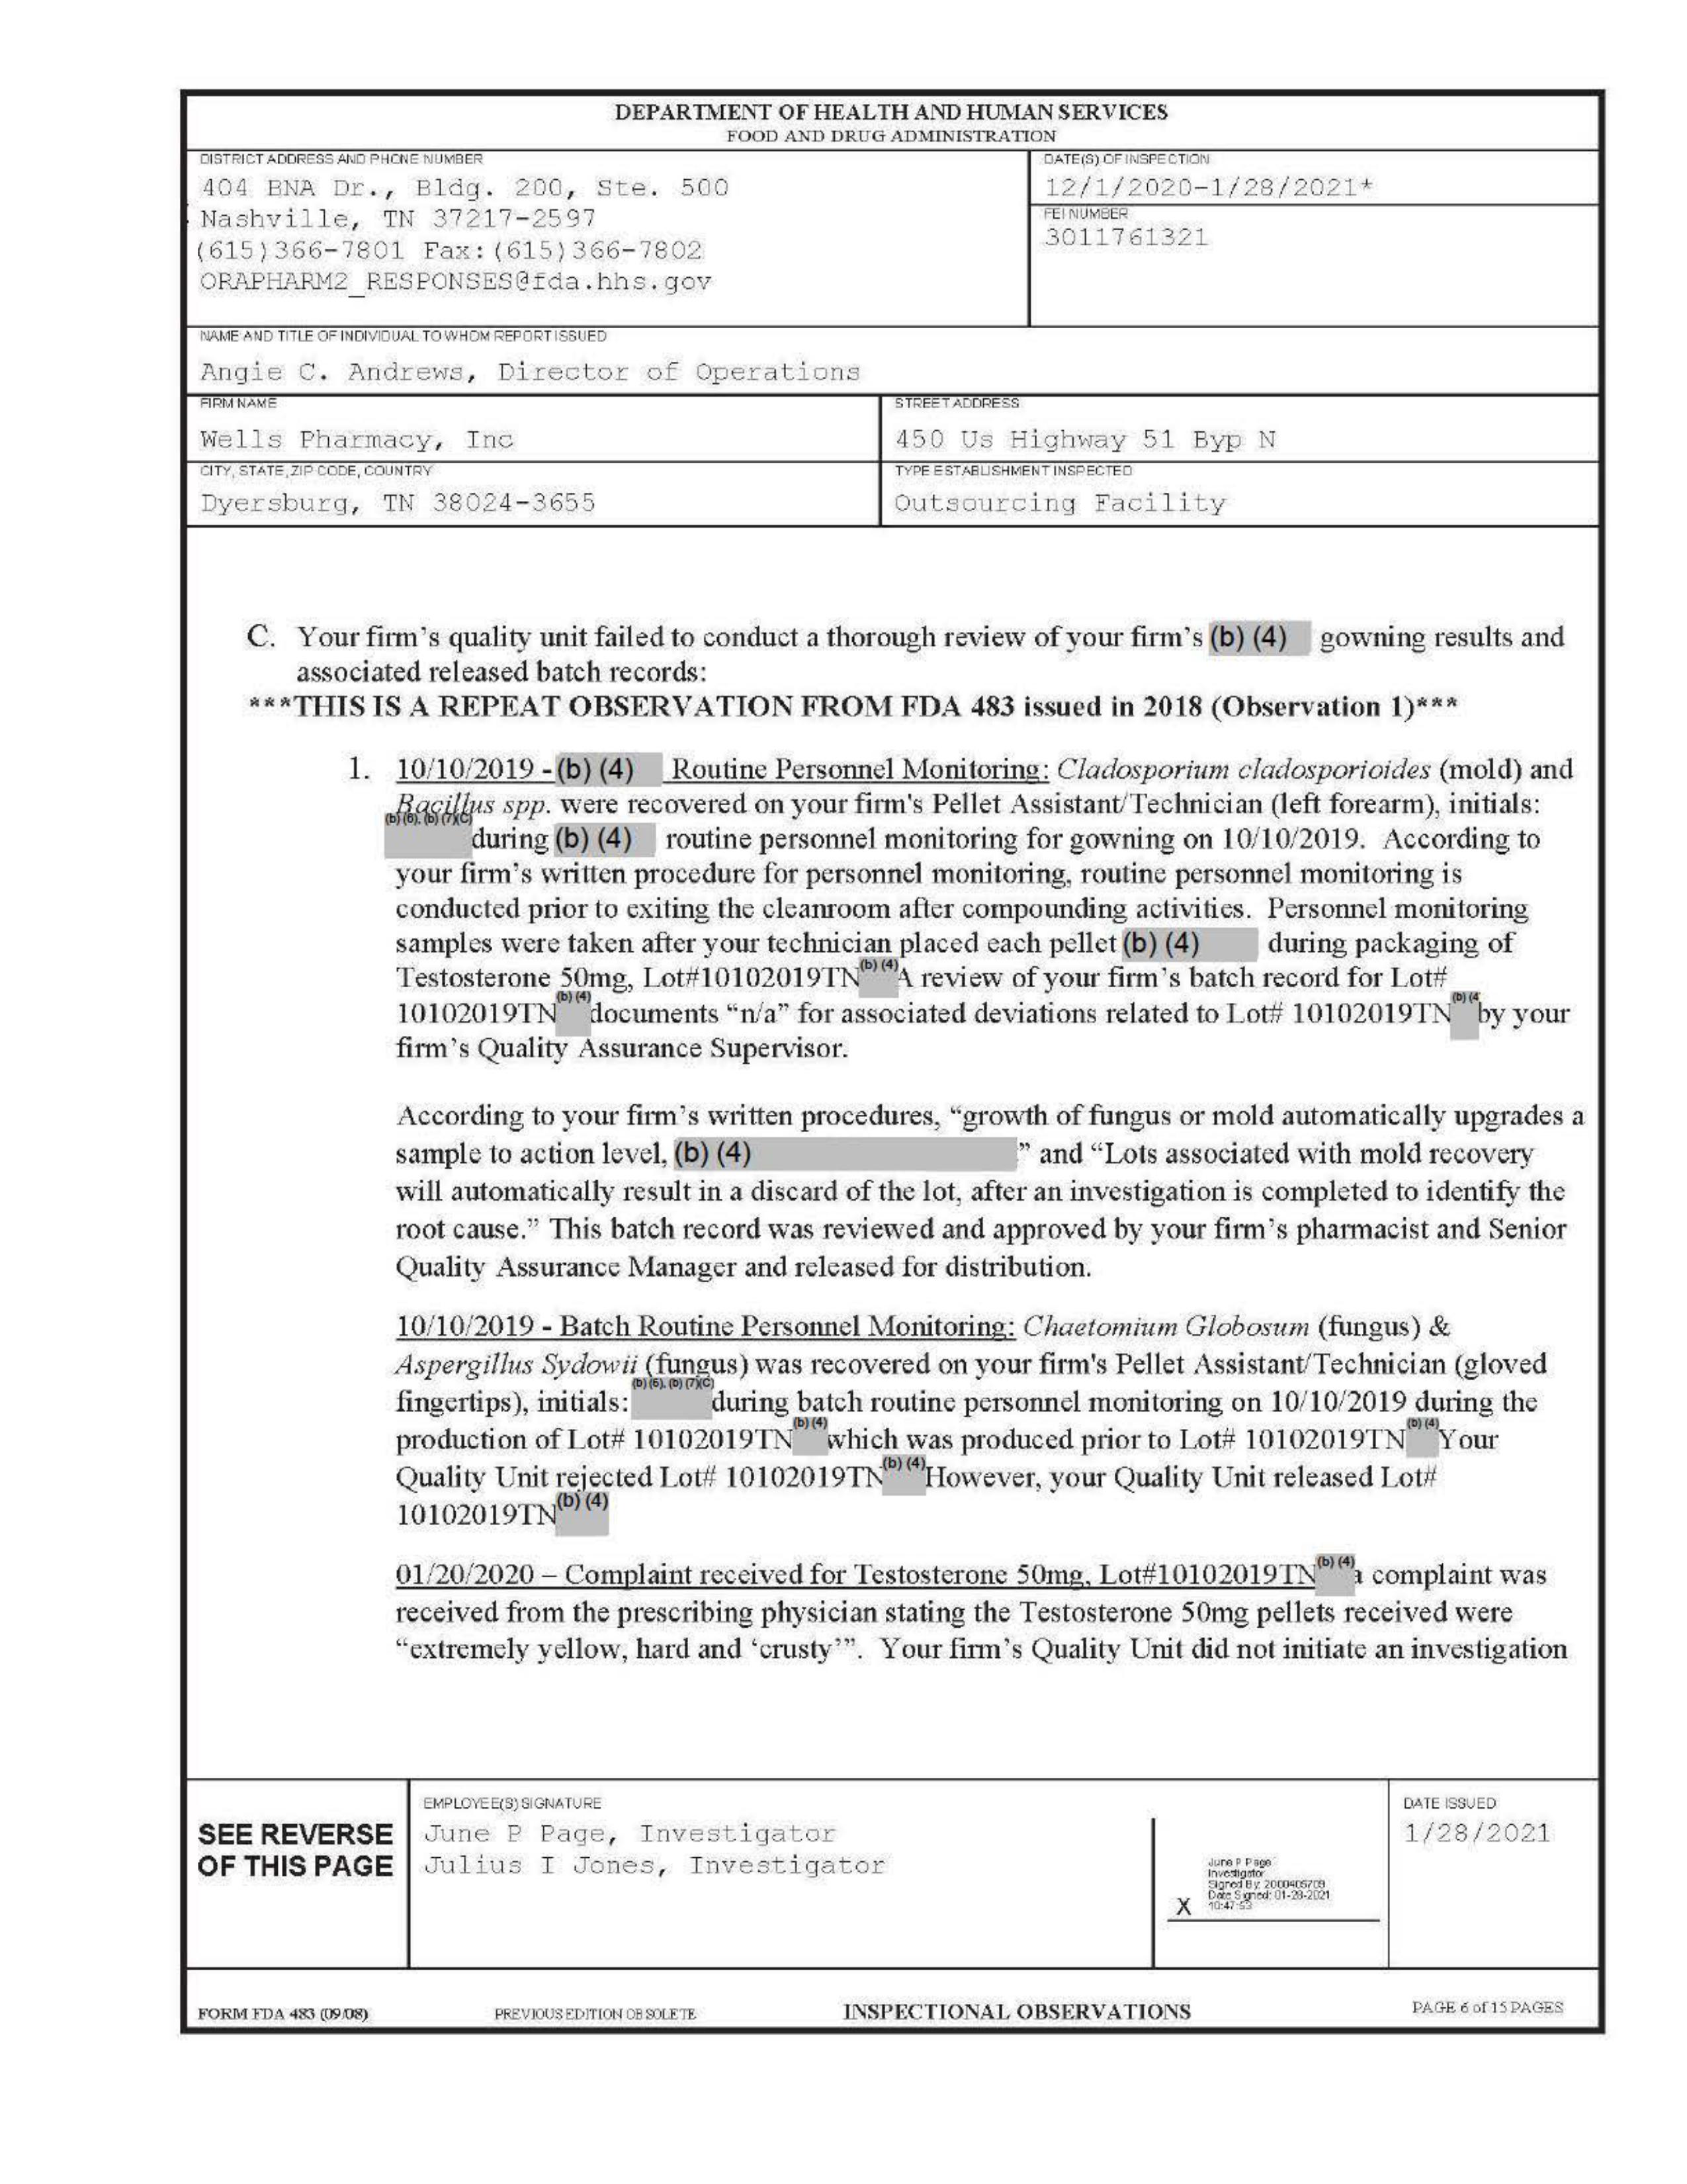 DEPARTMENT OF HEALTH AND HUMAN SERVICES
FOOD AND DRUG ADMINISTRATION
DISTRICT ADDRESS AND PHONE NUMBER
404 BNA Dr., Bldg. 200, Ste. 500
Nashville, TN 37217-2597
(615)366-7801 Fax:(615)366-7802
ORAPHARM2_RESPONSES@fda.hhs.gov
DATE(S) OF INSPECTION
12/1/2020-1/28/2021*
FEI NUMBER
3011761321
NAME AND TITLE OF INDIVIDUAL TO WHOM REPORT ISSUED
Angie C. Andrews, Director of Operations
FIRM NAME
Wells Pharmacy, Inc
STREET ADDRESS
450 Us Highway 51 Byp N
CITY, STATE, ZIP CODE, COUNTRY
Dyersburg, TN 38024-3655
TYPE ESTABLISHMENT INSPECTED
Outsourcing Facility
C. Your firm's quality unit failed to conduct a thorough review of your firm's (b) (4) gowning results and
associated released batch records:
***THIS IS A REPEAT OBSERVATION FROM FDA 483 issued in 2018 (Observation 1)***
1. 10/10/2019 - (b) (4) Routine Personnel Monitoring: Cladosporium cladosporioides (mold) and
Bacillus spp. were recovered on your firm's Pellet Assistant/Technician (left forearm), initials:
(b) (6), (b) (7)(C) during (b) (4) routine personnel monitoring for gowning on 10/10/2019. According to
your firm's written procedure for personnel monitoring, routine personnel monitoring is
conducted prior to exiting the cleanroom after compounding activities. Personnel monitoring
samples were taken after your technician placed each pellet (b) (4) during packaging of
Testosterone 50mg, Lot#10102019TN (b) (4) A review of your firm's batch record for Lot#
10102019TN (b) (4) documents "n/a" for associated deviations related to Lot# 10102019TN (b) (4 by your
firm's Quality Assurance Supervisor.
According to your firm's written procedures, "growth of fungus or mold automatically upgrades a
sample to action level, (b) (4) " and "Lots associated with mold recovery
will automatically result in a discard of the lot, after an investigation is completed to identify the
root cause." This batch record was reviewed and approved by your firm's pharmacist and Senior
Quality Assurance Manager and released for distribution.
10/10/2019 - Batch Routine Personnel Monitoring: Chaetomium Globosum (fungus) &
Aspergillus Sydowii (fungus) was recovered on your firm's Pellet Assistant/Technician (gloved
fingertips), initials: (b) (6), (b) (7)(C) during batch routine personnel monitoring on 10/10/2019 during the
production of Lot# 10102019TN (b) (4) which was produced prior to Lot# 10102019TN (b) (4) Your
Quality Unit rejected Lot# 10102019TN (b) (4) However, your Quality Unit released Lot#
10102019TN (b) (4)
01/20/2020 – Complaint received for Testosterone 50mg, Lot#10102019TN (b) (4) a complaint was
received from the prescribing physician stating the Testosterone 50mg pellets received were
"extremely yellow, hard and 'crusty'". Your firm's Quality Unit did not initiate an investigation
SEE REVERSE
OF THIS PAGE
EMPLOYEE(S) SIGNATURE
June P Page, Investigator
Julius I Jones, Investigator
June P Page
Investigator
Signed By: 2000405709
Date Signed: 01-28-2021
10:47:53
X
DATE ISSUED
1/28/2021
FORM FDA 483 (09/08)
PREVIOUS EDITION OBSOLETE
INSPECTIONAL OBSERVATIONS
PAGE 6 of 15 PAGES